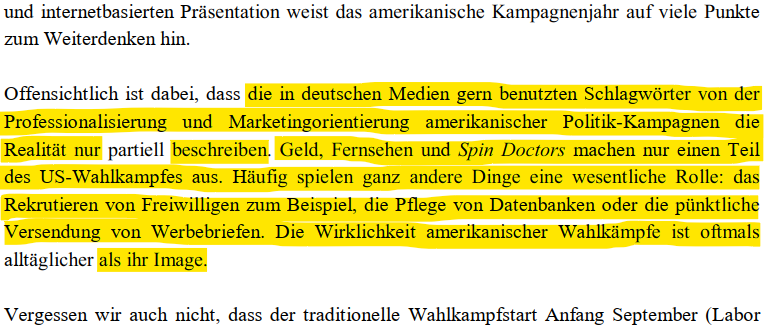 und internetbasierten Präsentation weist das amerikanische Kampagnenjahr auf viele Punkte
zum Weiterdenken hin.
Offensichtlich ist dabei, dass die in deutschen Medien gern benutzten Schlagwörter von der
Professionalisierung und Marketingorientierung amerikanischer Politik-Kampagnen die
Realität nur partiell beschreiben. Geld, Fernsehen und Spin Doctors machen nur einen Teil
des US-Wahlkampfes aus. Häufig spielen ganz andere Dinge eine wesentliche Rolle: das
Rekrutieren von Freiwilligen zum Beispiel, die Pflege von Datenbanken oder die pünktliche
Versendung von Werbebriefen. Die Wirklichkeit amerikanischer Wahlkämpfe ist oftmals
alltäglicher als ihr Image.
Vergessen wir auch nicht, dass der traditionelle Wahlkampfstart Anfang September (Labor